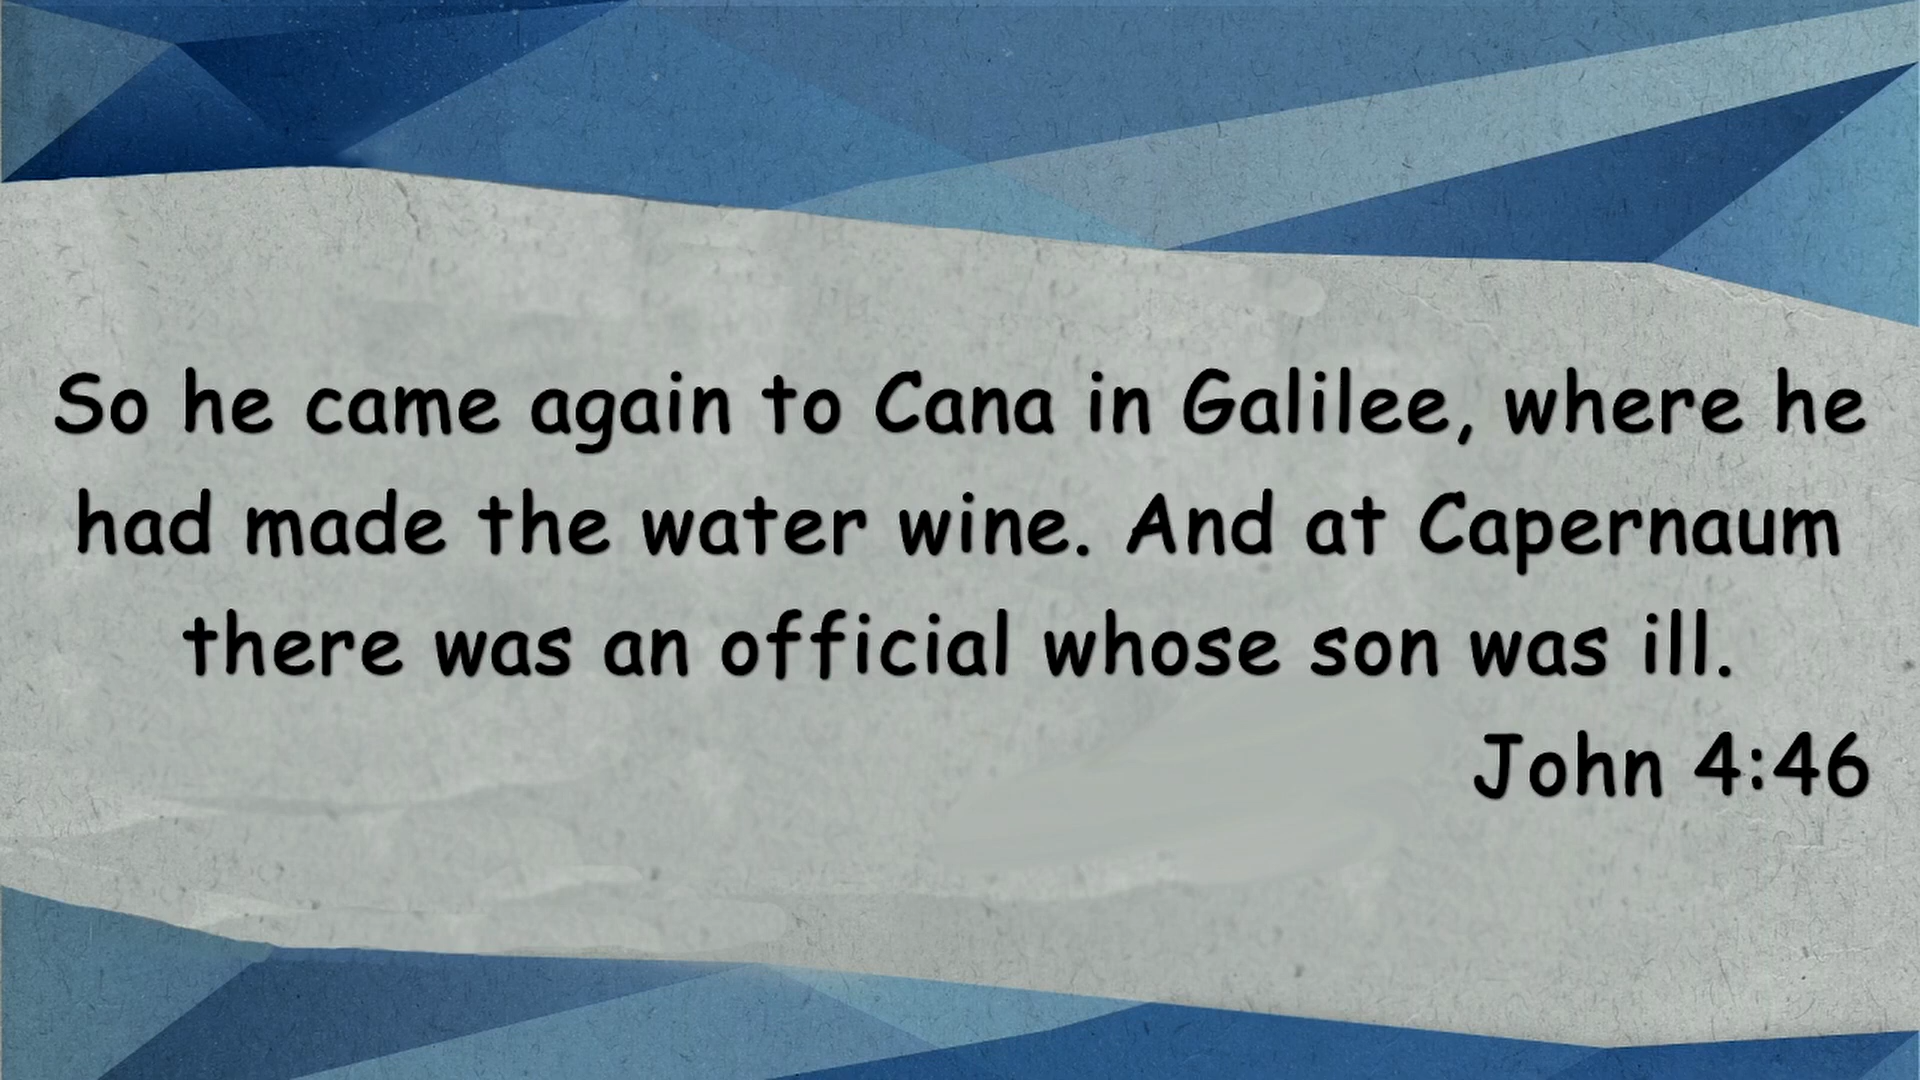 So he came again to Cana in Galilee, where he
had made the water wine. And at Capernaum
there was an official whose son was ill.
John 4:46